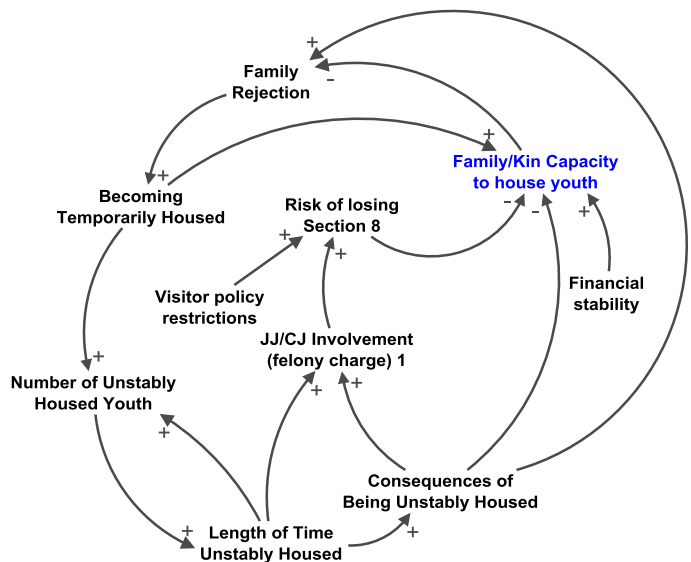 +
Family
Rejection
–
+
Family/Kin Capacity
to house youth
+
Becoming
Temporarily Housed
Risk of losing
Section 8
–
–
+
+
+
Financial
stability
Visitor policy
restrictions
JJ/CJ Involvement
(felony charge) 1
+
Number of Unstably
Housed Youth
+
+
+
Consequences of
Being Unstably Housed
+
Length of Time
Unstably Housed
+